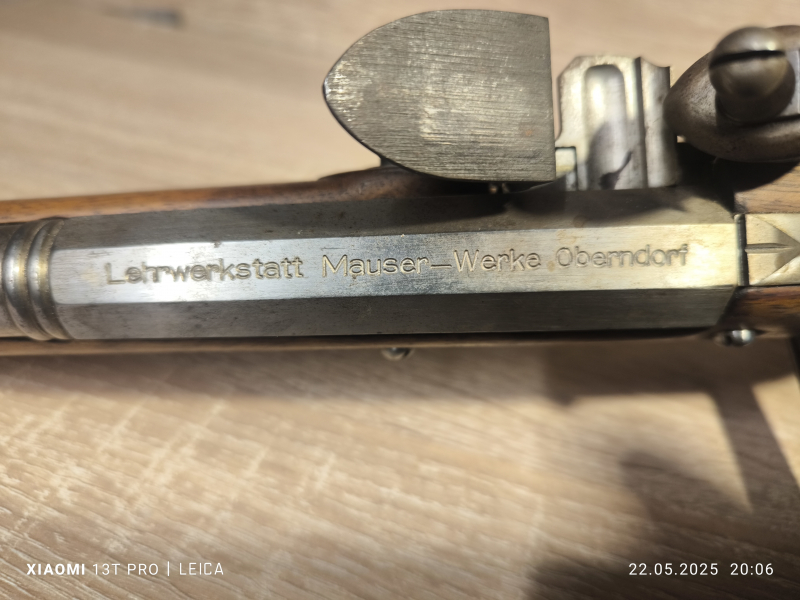 Lehrwerkstatt Mauser-Werke Oberndorf
XIAOMI 13T PRO | LEICA
22.05.2025 20:06